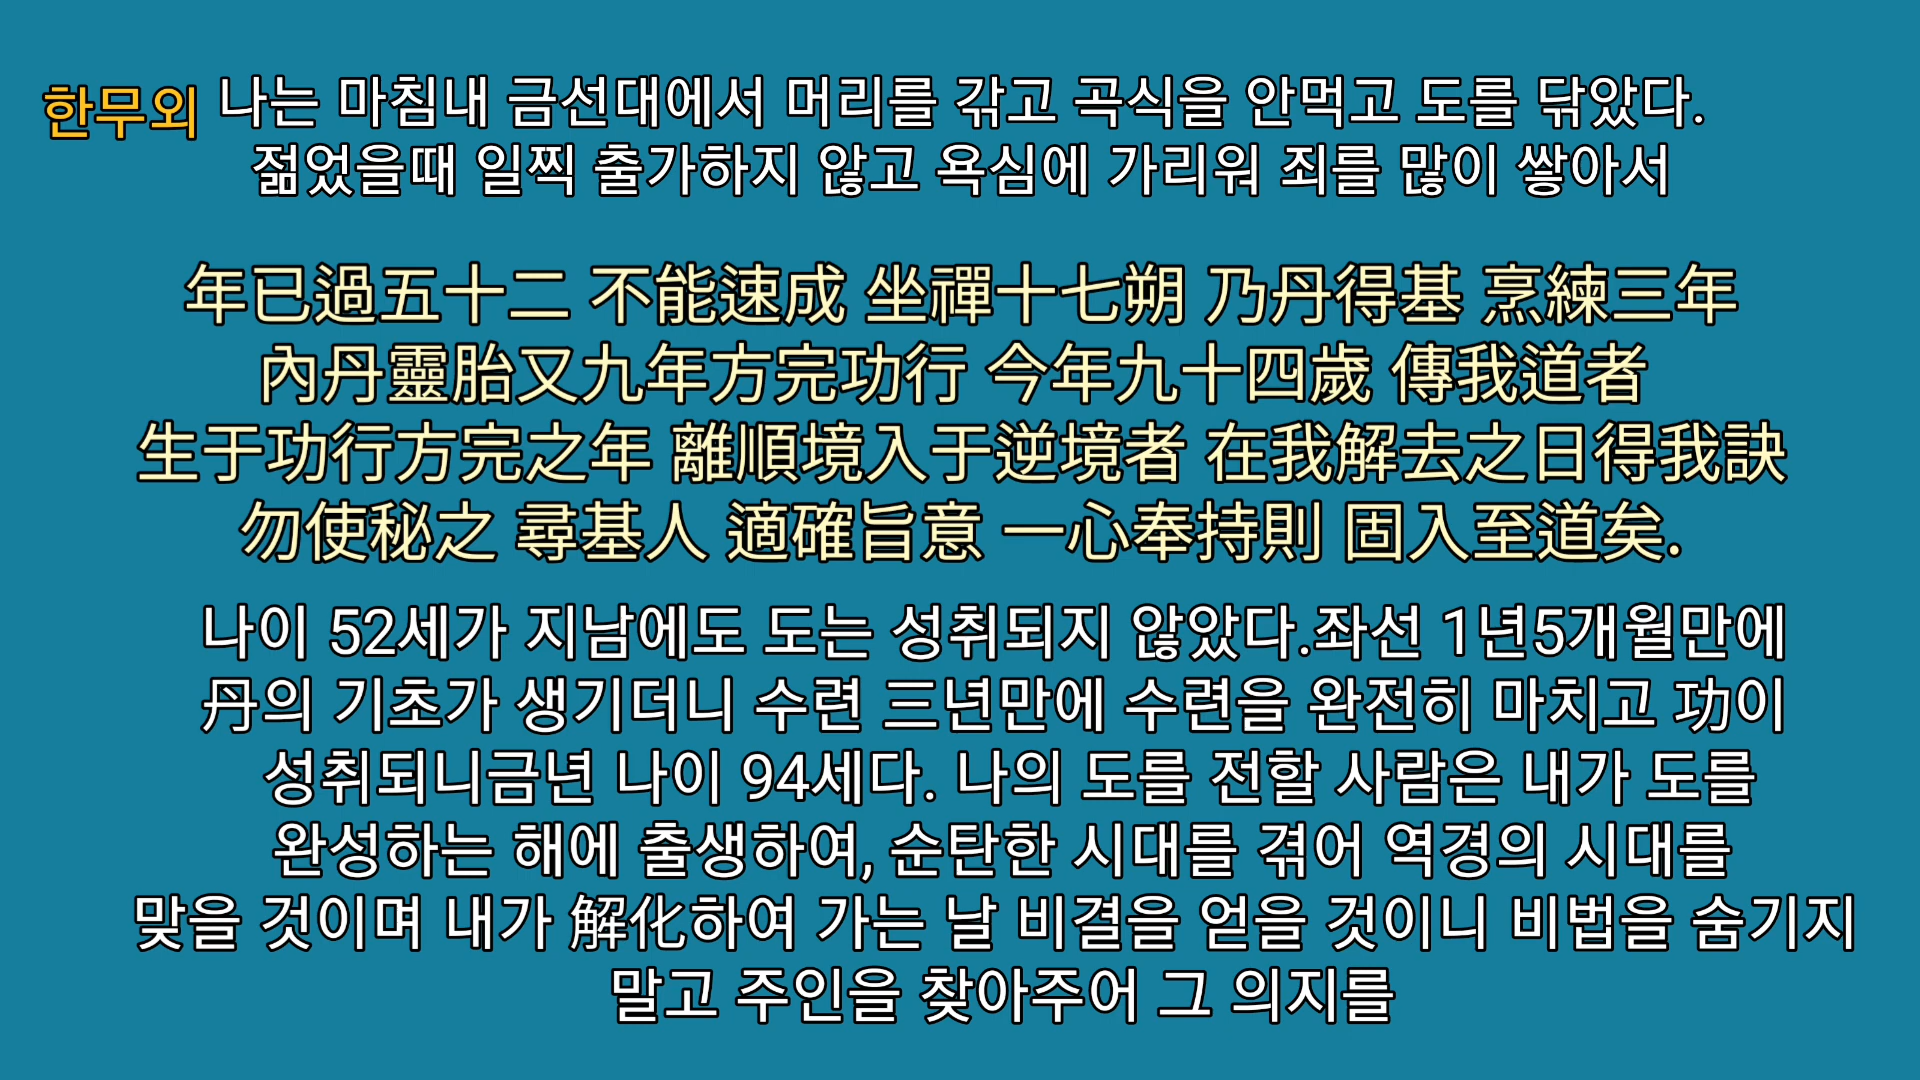 한무외 나는 마침내 금선대에서 머리를 갂고 곡식을 안먹고 도를 닦았다.
젊었을때 일찍 출가하지 않고 욕심에 가리워 죄를 많이 쌓아서
年已過五十二 不能速成 坐禪十七朔 乃丹得基 烝練三年
內丹靈胎又九年方完功行 今年九十四歲 傳我道者
生于功行方完之年 離順境入于逆境者 在我解去之日得我訣
勿使秘之 尋基人 適確旨意 一心奉持則 固入至道矣.
나이 52세가 지남에도 도는 성취되지 않았다.좌선 1년5개월만에
丹의 기초가 생기더니 수련 三년만에 수련을 완전히 마치고 功이
성취되니금년 나이 94세다. 나의 도를 전할 사람은 내가 도를
완성하는 해에 출생하여, 순탄한 시대를 겪어 역경의 시대를
맞을 것이며 내가 解化하여 가는 날 비결을 얻을 것이니 비법을 숨기지
말고 주인을 찾아주어 그 의지를